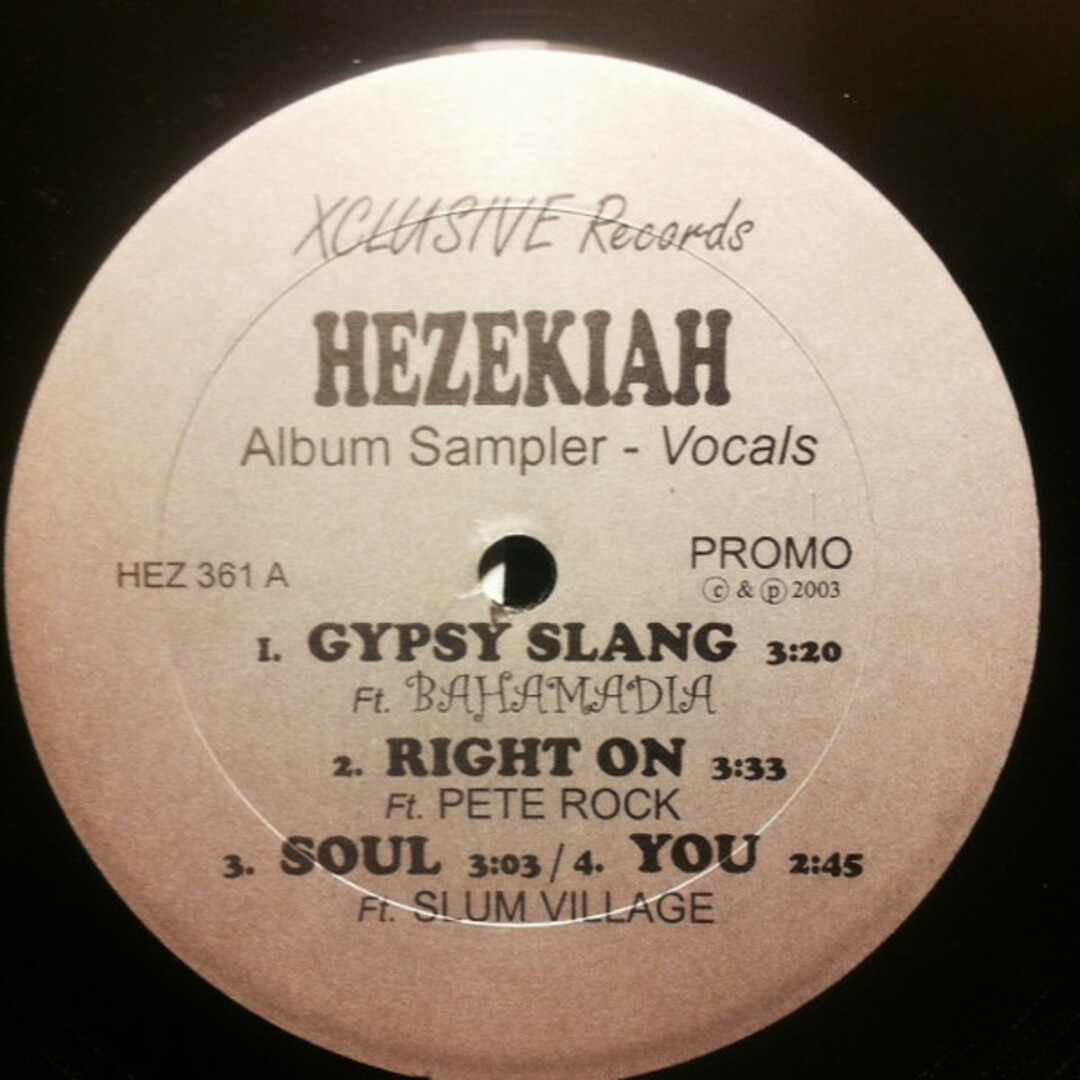 XCLUSIVE Records
HEZEKIAH
Album Sampler - Vocals
HEZ 361 A
PROMO
© & ℗ 2003
1. GYPSY SLANG 3:20
Ft. BAHAMADIA
2. RIGHT ON 3:33
Ft. PETE ROCK
3. SOUL 3:03 / 4. YOU 2:45
Ft. SLUM VILLAGE